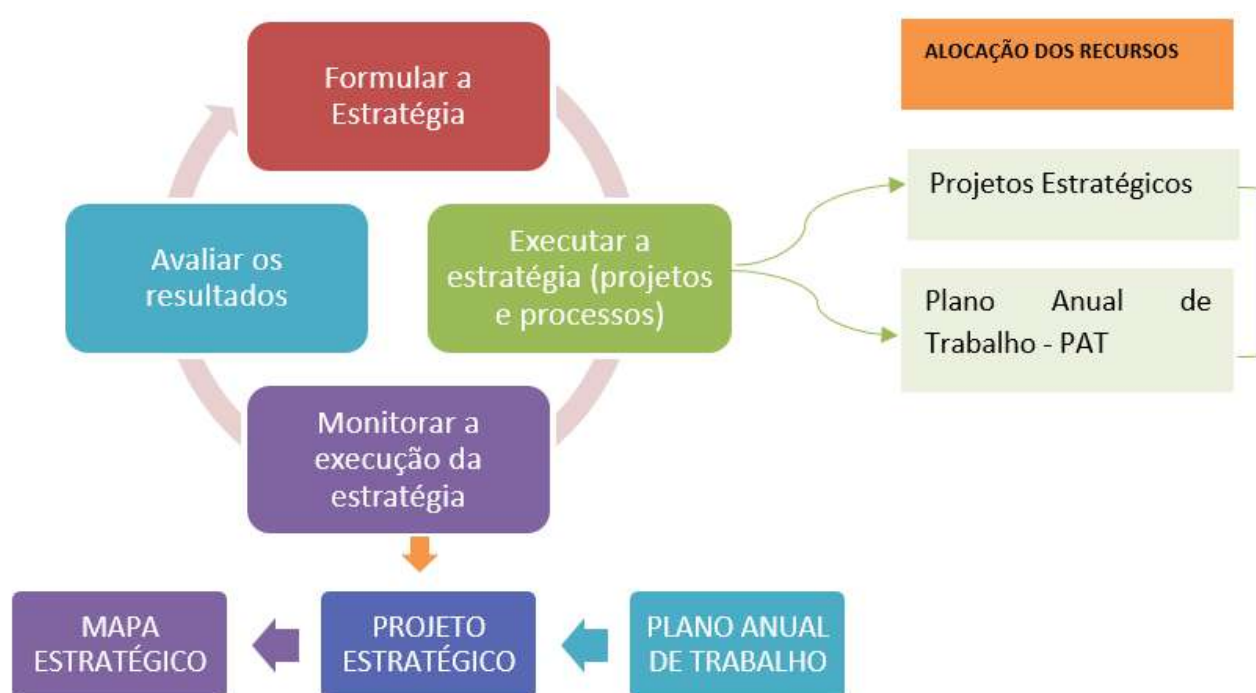 Formular a
Estratégia
ALOCAÇÃO DOS RECURSOS
Avaliar os
resultados
Executar a
estratégia (projetos
e processos)
Projetos Estratégicos
Plano Anual de
Trabalho - PAT
Monitorar a
execução da
estratégia
MAPA
ESTRATÉGICO
PROJETO
ESTRATÉGICO
PLANO ANUAL
DE TRABALHO